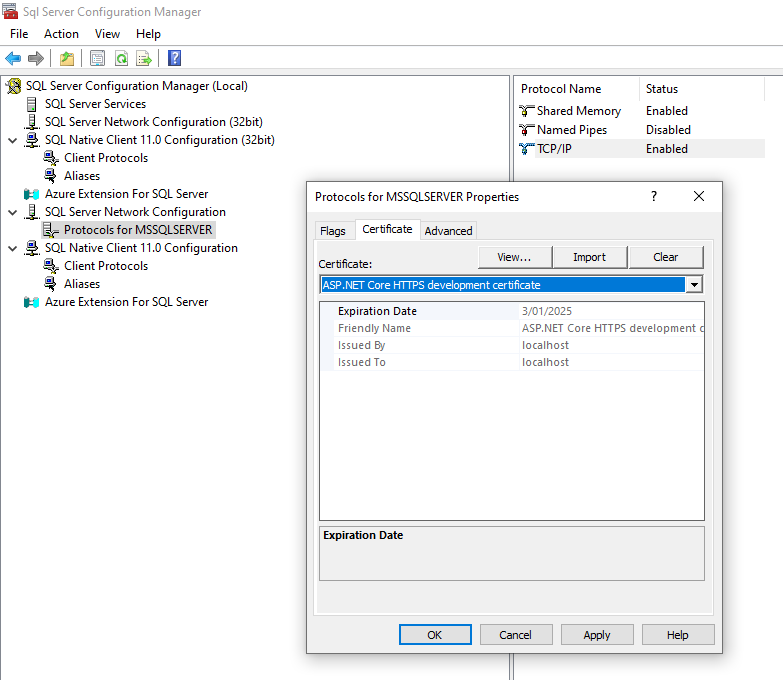 Sql Server Configuration Manager
File Action View Help
SQL Server Configuration Manager (Local)
SQL Server Services
SQL Server Network Configuration (32bit)
SQL Native Client 11.0 Configuration (32bit)
Client Protocols
Aliases
Azure Extension For SQL Server
SQL Server Network Configuration
Protocols for MSSQLSERVER
SQL Native Client 11.0 Configuration
Client Protocols
Aliases
Azure Extension For SQL Server
Protocol Name Status
Shared Memory Enabled
Named Pipes Disabled
TCP/IP Enabled
Protocols for MSSQLSERVER Properties
Flags Certificate Advanced
Certificate: View... Import Clear
ASP.NET Core HTTPS development certificate
Expiration Date 3/01/2025
Friendly Name ASP.NET Core HTTPS development c
Issued By localhost
Issued To localhost
Expiration Date
OK Cancel Apply Help